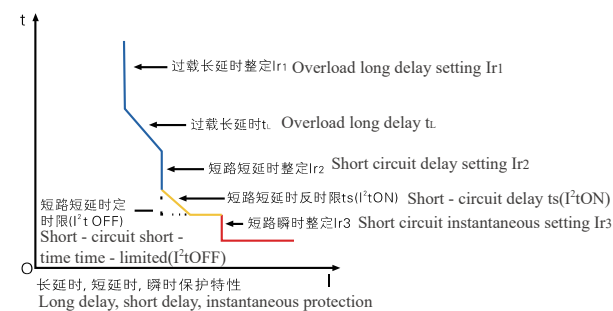 t
过载长延时整定Ir1 Overload long delay setting Ir1
过载长延时tL Overload long delay tL
短路短延时整定Ir2 Short circuit delay setting Ir2
短路短延时反时限ts(I²tON) Short - circuit delay ts(I²tON)
短路短延时定
时限(I²t OFF)
短路瞬时整定Ir3 Short circuit instantaneous setting Ir3
Short - circuit short -
time time - limited(I²tOFF)
O
I
长延时, 短延时, 瞬时保护特性
Long delay, short delay, instantaneous protection